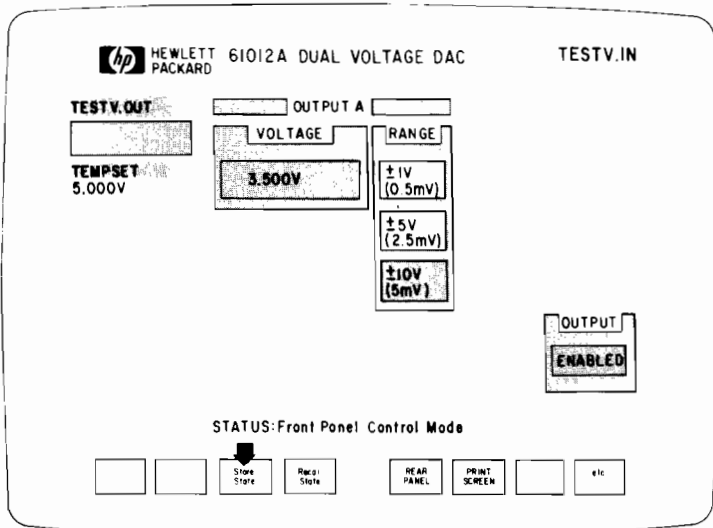 hp HEWLETT PACKARD 61012A DUAL VOLTAGE DAC TESTV.IN
TESTV.OUT
OUTPUT A
VOLTAGE
RANGE
TEMPSET
5.000V
3.500V
±1V
(0.5mV)
±5V
(2.5mV)
±10V
(5mV)
OUTPUT
ENABLED
STATUS:Front Panel Control Mode
Store
State
Recal
State
REAR
PANEL
PRINT
SCREEN
etc